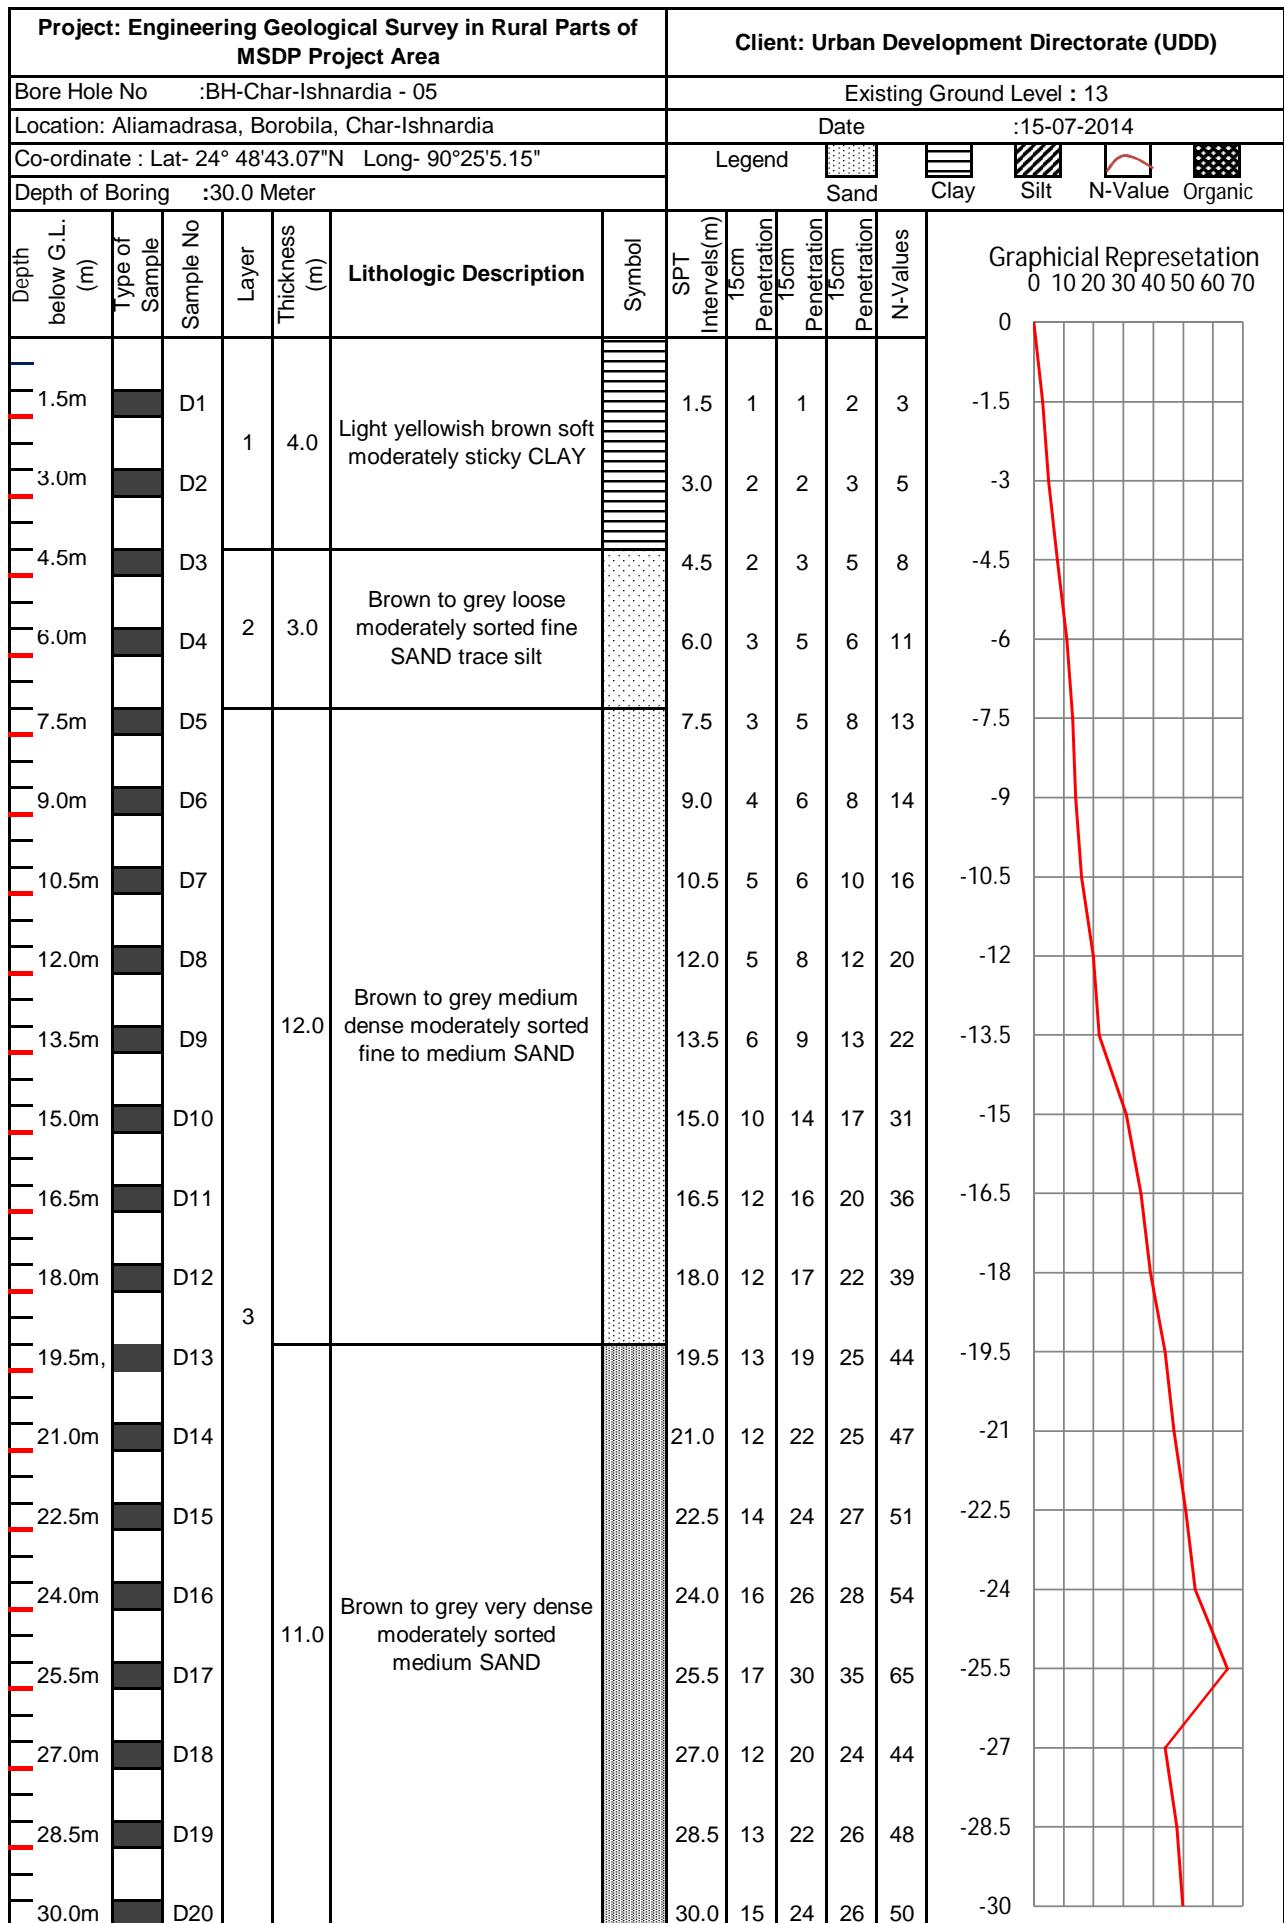 Project: Engineering Geological Survey in Rural Parts of
MSDP Project Area
Client: Urban Development Directorate (UDD)
Bore Hole No :BH-Char-Ishnardia - 05
Existing Ground Level : 13
Location: Aliamadrasa, Borobila, Char-Ishnardia
Date :15-07-2014
Co-ordinate : Lat- 24° 48'43.07"N Long- 90°25'5.15"
Depth of Boring :30.0 Meter
Legend
Sand Clay Silt N-Value Organic
Depth below G.L. (m)
Type of Sample
Sample No
Layer
Thickness (m)
Lithologic Description
Symbol
SPT Intervels(m)
15cm Penetration
15cm Penetration
15cm Penetration
N-Values
Graphicial Represetation
0 10 20 30 40 50 60 70
0
1.5m D1 1.5 1 1 2 3 -1.5
1 4.0 Light yellowish brown soft
moderately sticky CLAY
3.0m D2 3.0 2 2 3 5 -3
4.5m D3 4.5 2 3 5 8 -4.5
2 3.0 Brown to grey loose
moderately sorted fine
SAND trace silt
6.0m D4 6.0 3 5 6 11 -6
7.5m D5 7.5 3 5 8 13 -7.5
9.0m D6 9.0 4 6 8 14 -9
10.5m D7 10.5 5 6 10 16 -10.5
12.0m D8 12.0 5 8 12 20 -12
12.0 Brown to grey medium
dense moderately sorted
fine to medium SAND
13.5m D9 13.5 6 9 13 22 -13.5
15.0m D10 15.0 10 14 17 31 -15
16.5m D11 16.5 12 16 20 36 -16.5
18.0m D12 18.0 12 17 22 39 -18
3
19.5m, D13 19.5 13 19 25 44 -19.5
21.0m D14 21.0 12 22 25 47 -21
22.5m D15 22.5 14 24 27 51 -22.5
24.0m D16 24.0 16 26 28 54 -24
11.0 Brown to grey very dense
moderately sorted
medium SAND
25.5m D17 25.5 17 30 35 65 -25.5
27.0m D18 27.0 12 20 24 44 -27
28.5m D19 28.5 13 22 26 48 -28.5
30.0m D20 30.0 15 24 26 50 -30